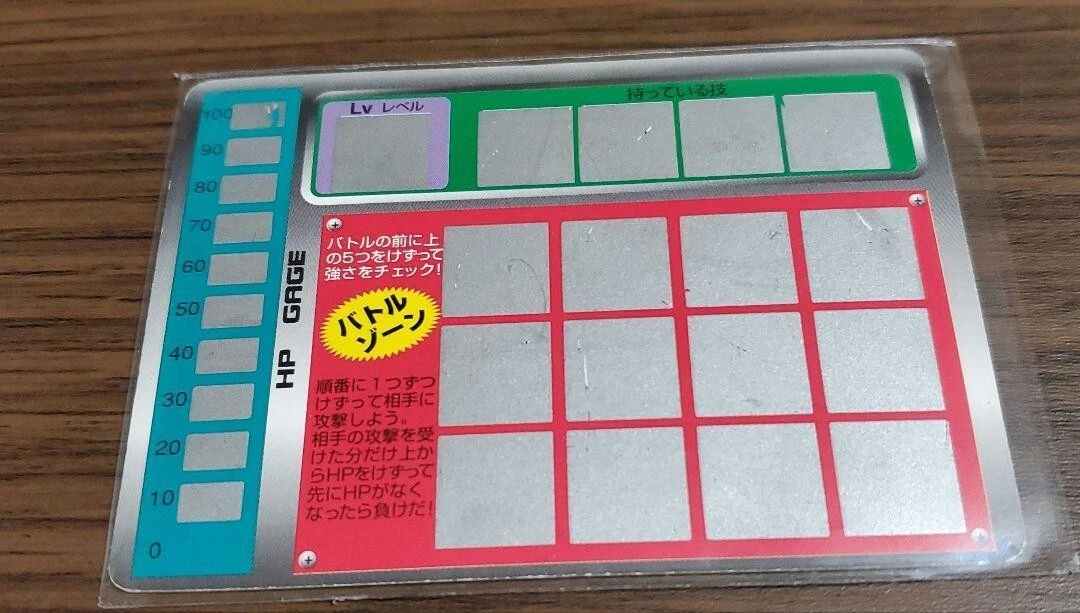 100
90
80
70
60
50
40
30
20
10
0
HP GAGE
Lv レベル
持っている技
バトルの前に上
の5つをけずって
強さをチェック!
バトル
ゾーン
順番に1つずつ
けずって相手に
攻撃しよう。
相手の攻撃を受
けた分だけ上か
らHPをけずって
先にHPがなく
なったら負けだ!